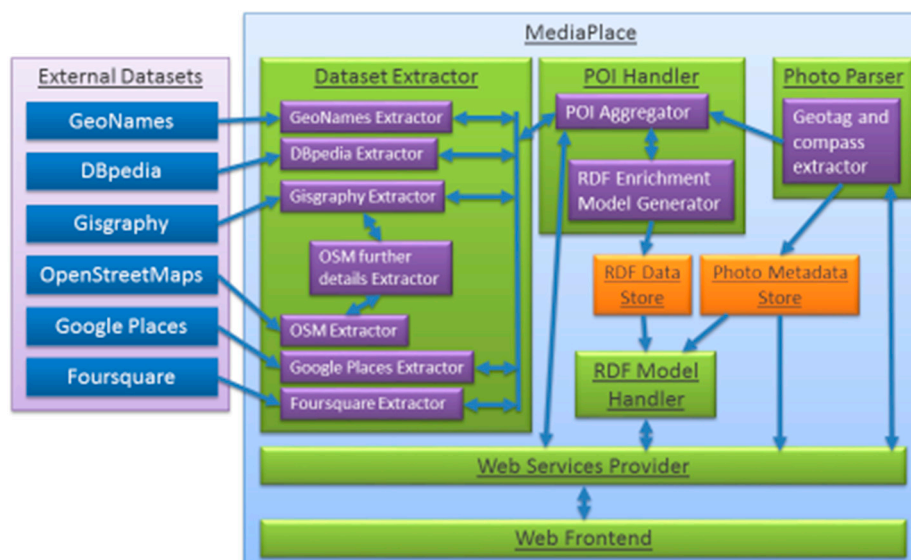 MediaPlace
External Datasets
GeoNames
DBpedia
Gisgraphy
OpenStreetMaps
Google Places
Foursquare
Dataset Extractor
GeoNames Extractor
DBpedia Extractor
Gisgraphy Extractor
OSM further
details Extractor
OSM Extractor
Google Places Extractor
Foursquare Extractor
POI Handler
POI Aggregator
RDF Enrichment
Model Generator
Photo Parser
Geotag and
compass
extractor
RDF Data
Store
Photo Metadata
Store
RDF Model
Handler
Web Services Provider
Web Frontend